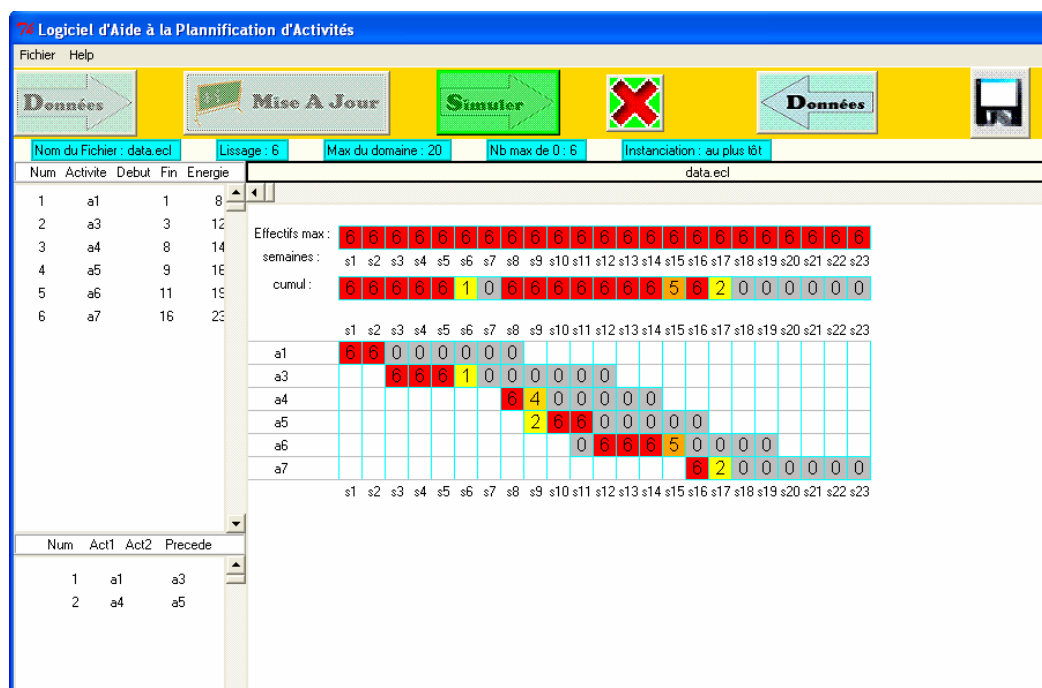 Logiciel d'Aide à la Plannification d'Activités
Fichier Help
Données Mise A Jour Simuler Données
Nom du Fichier : data.ecl Lissage : 6 Max du domaine : 20 Nb max de 0 : 6 Instanciation : au plus tôt
Num Activite Debut Fin Energie data.ecl
1 a1 1 8
2 a3 3 12
3 a4 8 14
4 a5 9 16
5 a6 11 19
6 a7 16 23
Effectifs max : 6 6 6 6 6 6 6 6 6 6 6 6 6 6 6 6 6 6 6 6 6 6 6
semaines : s1 s2 s3 s4 s5 s6 s7 s8 s9 s10 s11 s12 s13 s14 s15 s16 s17 s18 s19 s20 s21 s22 s23
cumul : 6 6 6 6 6 1 0 6 6 6 6 6 6 6 5 6 2 0 0 0 0 0 0
s1 s2 s3 s4 s5 s6 s7 s8 s9 s10 s11 s12 s13 s14 s15 s16 s17 s18 s19 s20 s21 s22 s23
a1 6 6 0 0 0 0 0 0
a3 6 6 6 1 0 0 0 0 0 0
a4 6 4 0 0 0 0 0
a5 2 6 6 0 0 0 0 0
a6 0 6 6 6 5 0 0 0 0
a7 6 2 0 0 0 0 0 0
s1 s2 s3 s4 s5 s6 s7 s8 s9 s10 s11 s12 s13 s14 s15 s16 s17 s18 s19 s20 s21 s22 s23
Num Act1 Act2 Precede
1 a1 a3
2 a4 a5